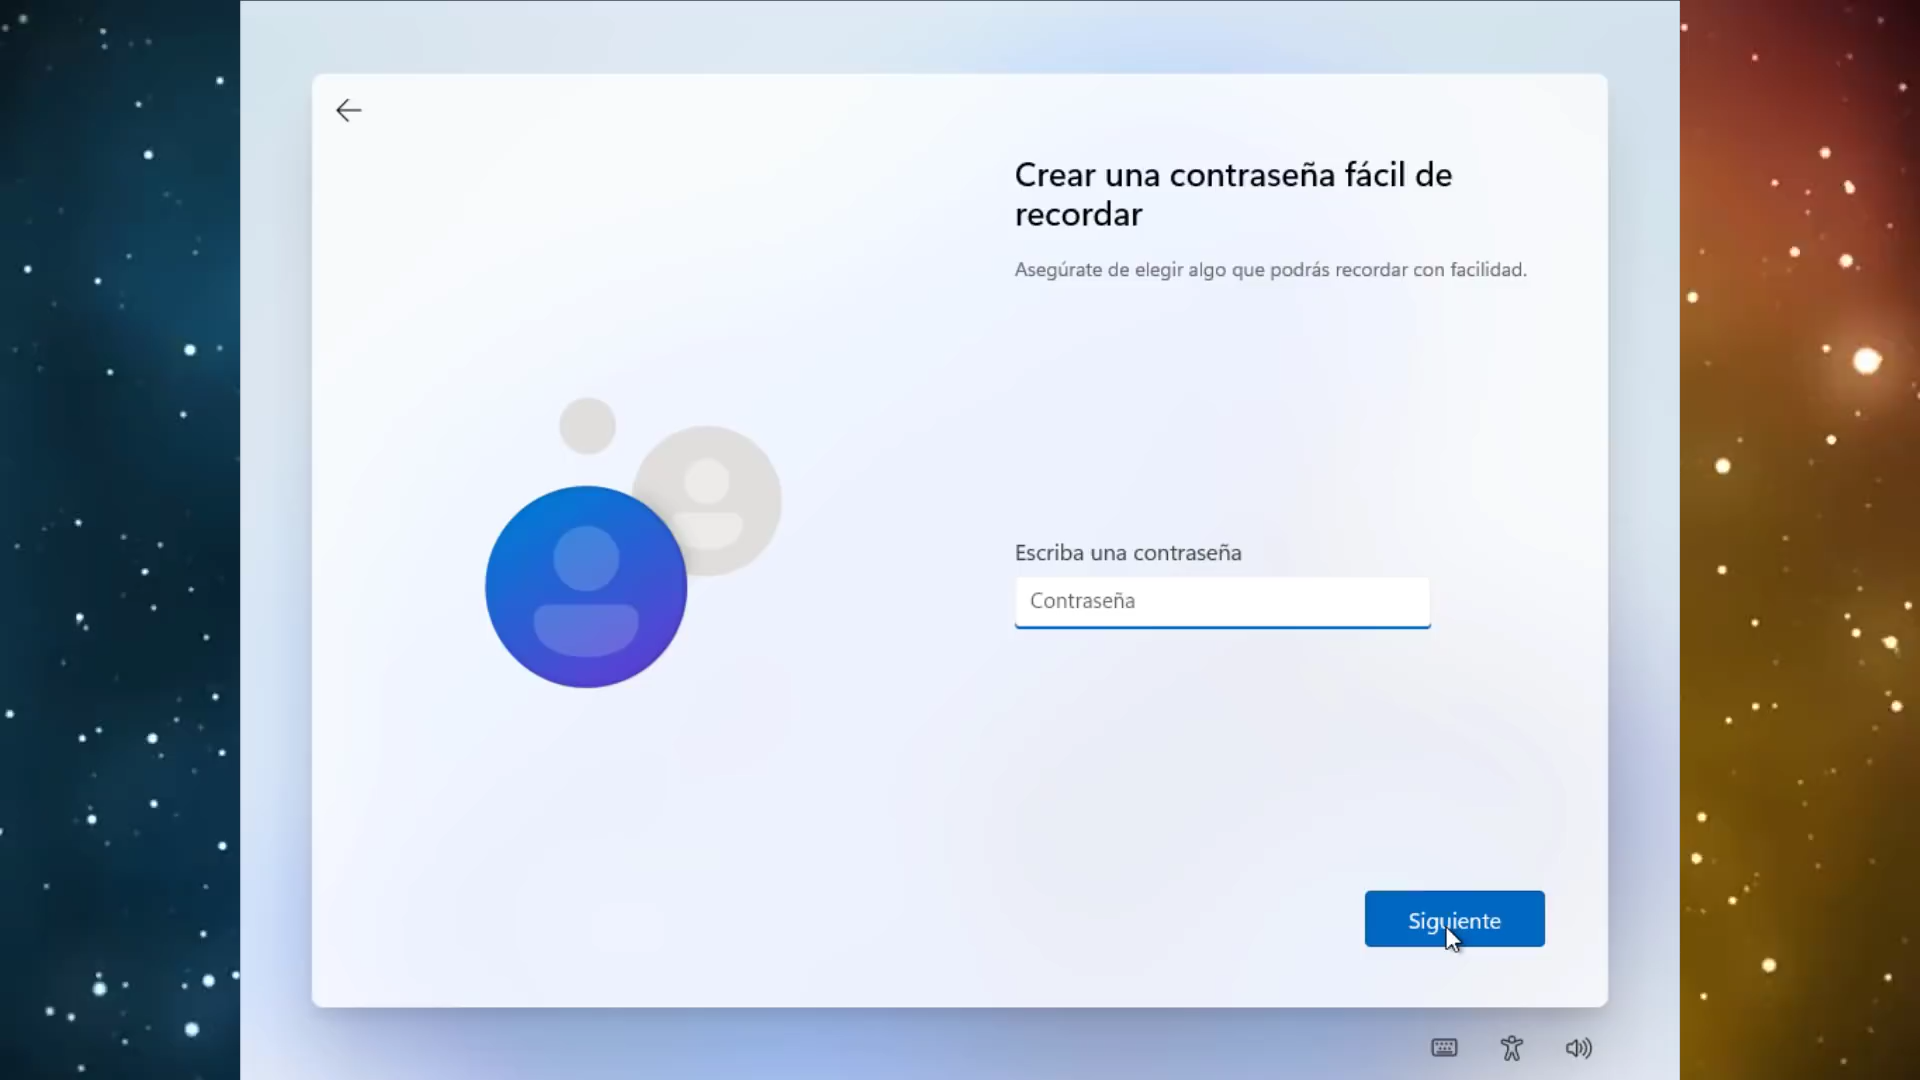 Crear una contraseña fácil de
recordar
Asegúrate de elegir algo que podrás recordar con facilidad.
Escriba una contraseña
Contraseña
Siguiente